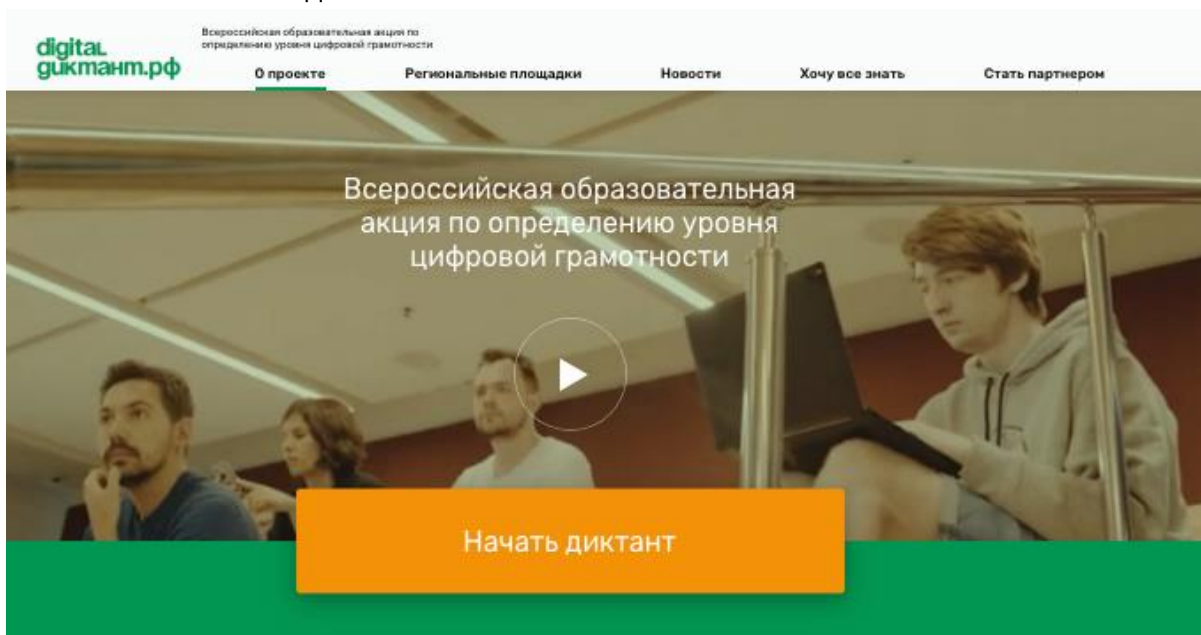 digital
диктант.рф
Всероссийская образовательная акция по
определению уровня цифровой грамотности
О проекте Региональные площадки Новости Хочу все знать Стать партнером
Всероссийская образовательная
акция по определению уровня
цифровой грамотности
Начать диктант